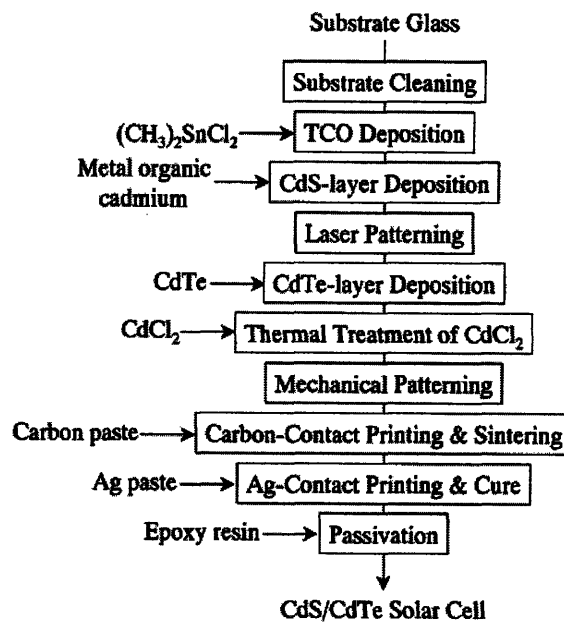 Substrate Glass
Substrate Cleaning
(CH₃)₂SnCl₂
TCO Deposition
Metal organic
cadmium
CdS-layer Deposition
Laser Patterning
CdTe
CdTe-layer Deposition
CdCl₂
Thermal Treatment of CdCl₂
Mechanical Patterning
Carbon paste
Carbon-Contact Printing & Sintering
Ag paste
Ag-Contact Printing & Cure
Epoxy resin
Passivation
CdS/CdTe Solar Cell